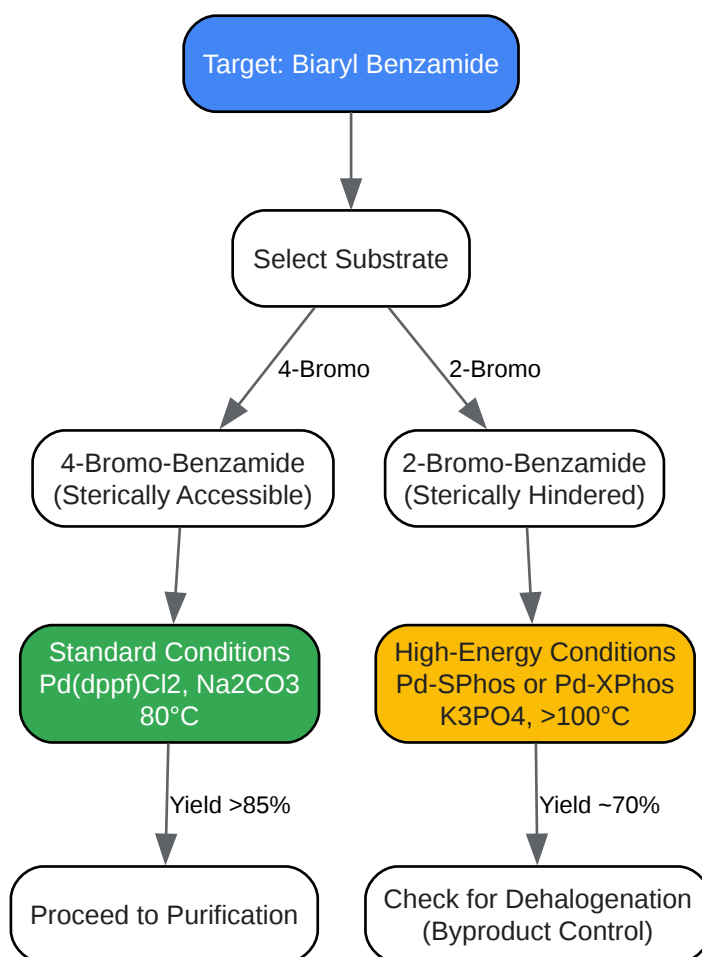 Target: Biaryl Benzamide
Select Substrate
4-Bromo
2-Bromo
4-Bromo-Benzamide
(Sterically Accessible)
2-Bromo-Benzamide
(Sterically Hindered)
Standard Conditions
Pd(dppf)Cl2, Na2CO3
80°C
High-Energy Conditions
Pd-SPhos or Pd-XPhos
K3PO4, >100°C
Yield >85%
Yield ~70%
Proceed to Purification
Check for Dehalogenation
(Byproduct Control)